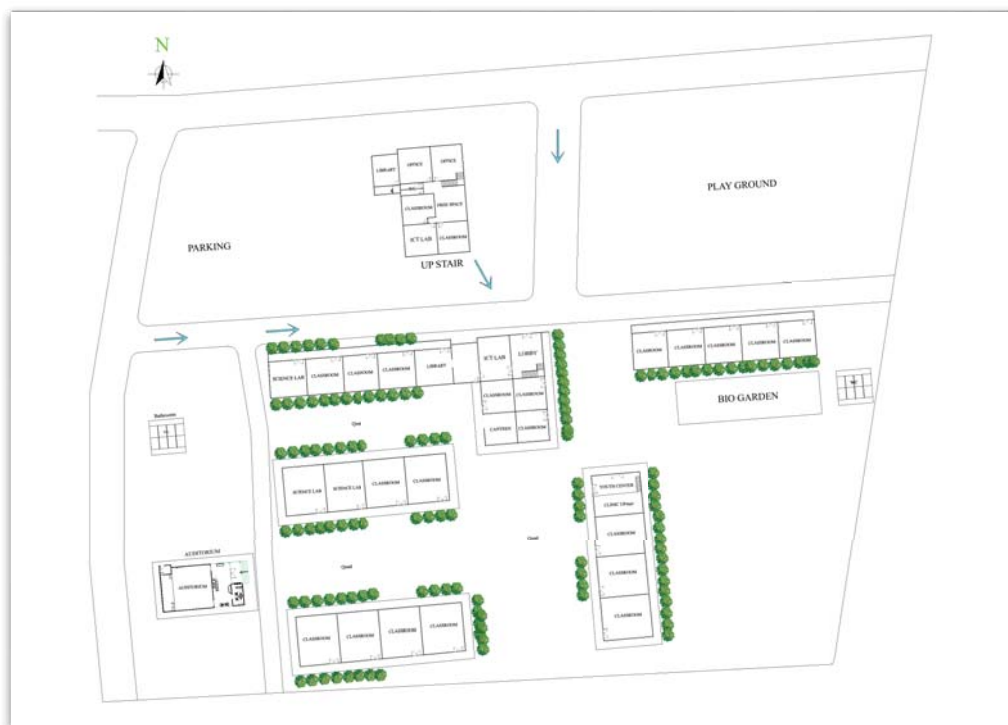 N
LIBRARY
OFFICE
OFFICE
CLASSROOM
FREE SPACE
ICT LAB
CLASSROOM
UP STAIR
PARKING
PLAY GROUND
SCIENCE LAB
CLASSROOM
CLASSROOM
CLASSROOM
LIBRARY
ICT LAB
LOBBY
CLASSROOM
CLASSROOM
CLASSROOM
CLASSROOM
CLASSROOM
CLASSROOM
CLASSROOM
CANTEEN
CLASSROOM
BIO GARDEN
Bathrooms
SCIENCE LAB
SCIENCE LAB
CLASSROOM
CLASSROOM
YOUTH CENTER
CLASSROOM
CLASSROOM
CLASSROOM
Quad
Quad
AUDITORIUM
AUDITORIUM
CLASSROOM
CLASSROOM
CLASSROOM
CLASSROOM